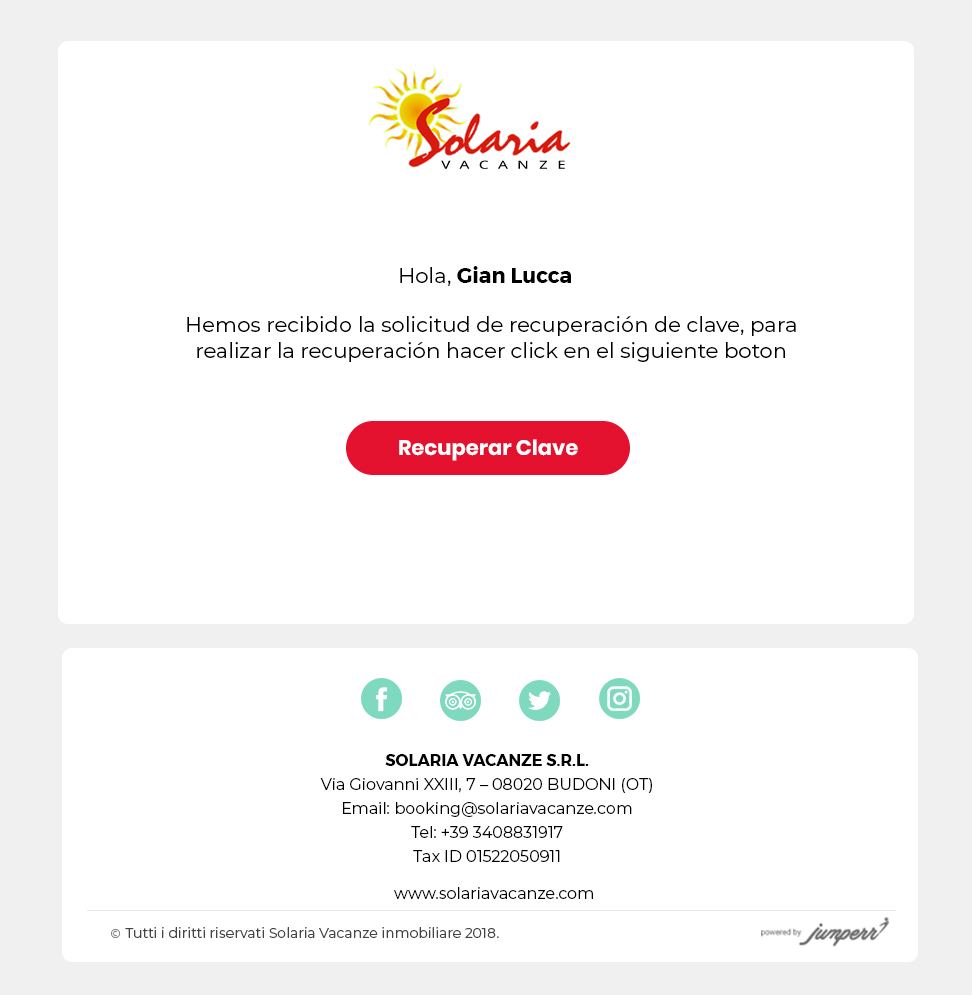 Solaria
VACANZE
Hola, Gian Lucca
Hemos recibido la solicitud de recuperación de clave, para
realizar la recuperación hacer click en el siguiente boton
Recuperar Clave
SOLARIA VACANZE S.R.L.
Via Giovanni XXIII, 7 – 08020 BUDONI (OT)
Email: booking@solariavacanze.com
Tel: +39 3408831917
Tax ID 01522050911
www.solariavacanze.com
© Tutti i diritti riservati Solaria Vacanze inmobiliare 2018.
powered by jumperr